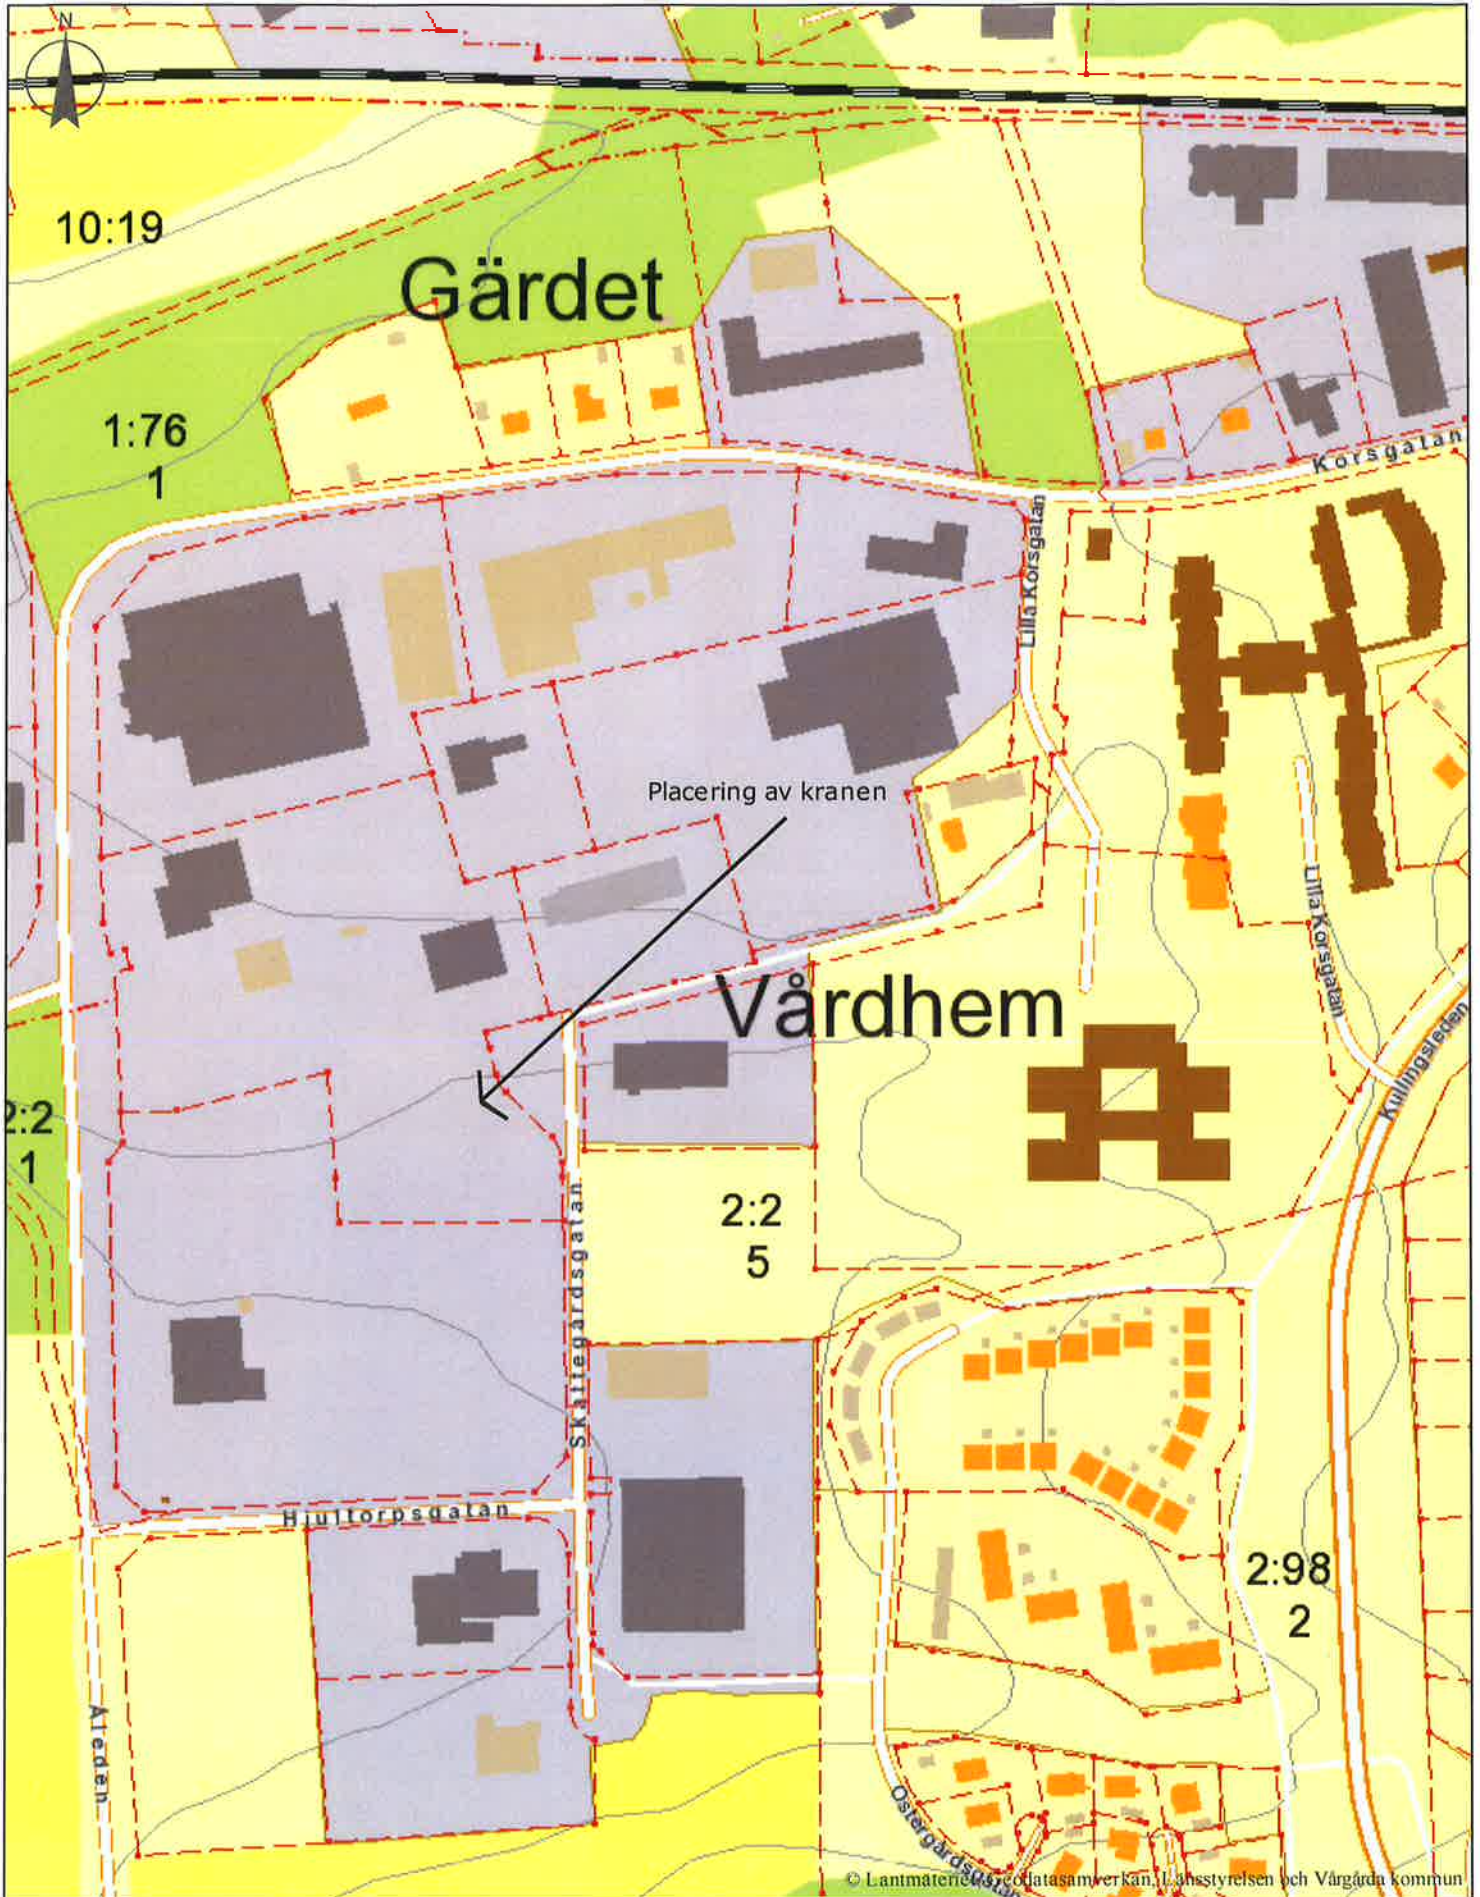 N
10:19
Gärdet
1:76
1
Korsgatan
Lilla Korsgatan
Placering av kranen
Lilla Korsgatan
Vårdhem
Kullingsleden
2:2
1
2:2
5
Skattegårdsgatan
Hjultorpsgatan
2:98
2
Åleden
Östergårdsgatan
© Lantmäteriet Geodatasamverkan, Länsstyrelsen och Vårgårda kommun